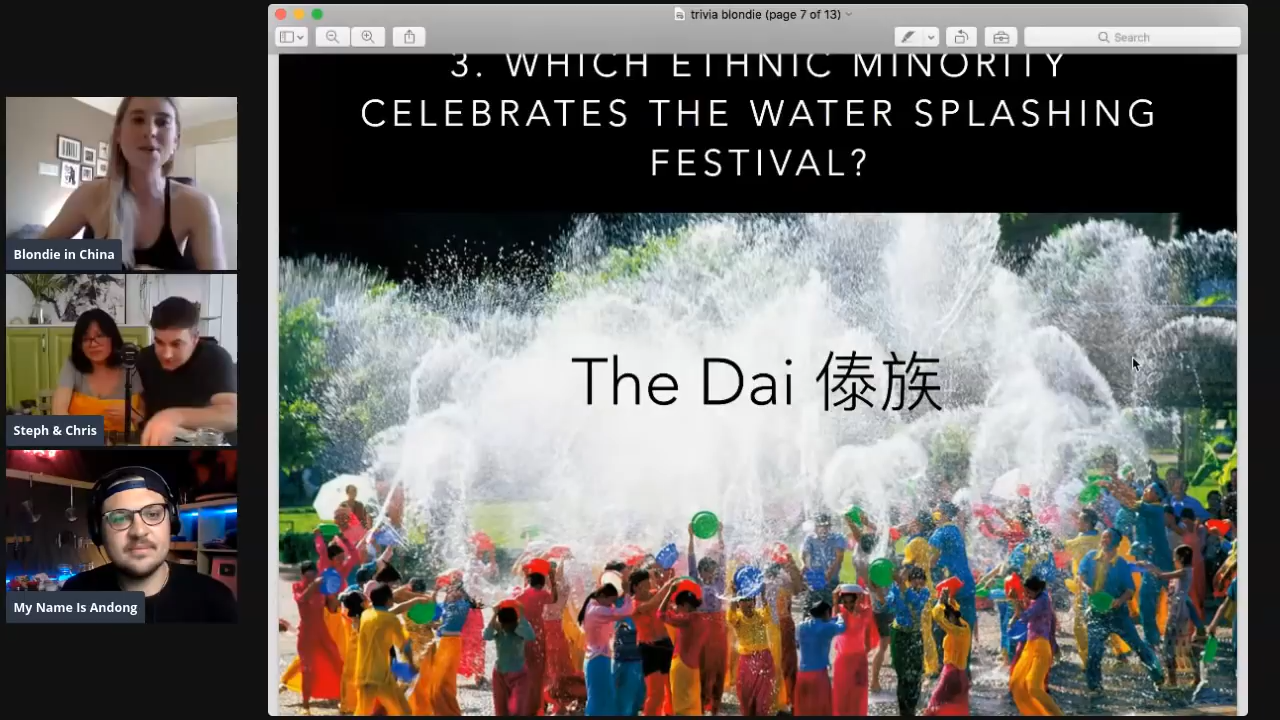 trivia blondie (page 7 of 13)
Search
3. WHICH ETHNIC MINORITY
CELEBRATES THE WATER SPLASHING
FESTIVAL?
The Dai 傣族
Blondie in China
Steph & Chris
My Name Is Andong